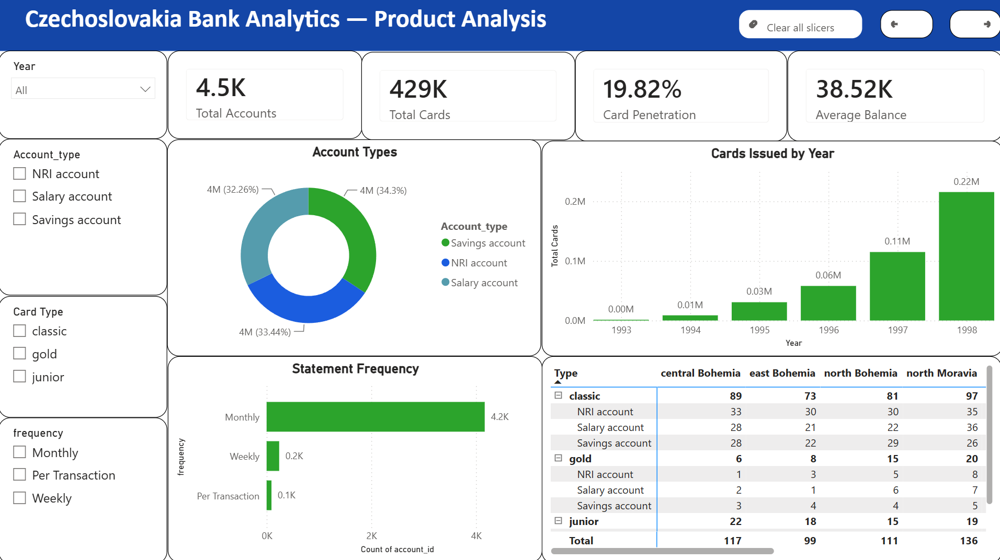 Czechoslovakia Bank Analytics — Product Analysis
Clear all slicers
Year
All
4.5K
Total Accounts
429K
Total Cards
19.82%
Card Penetration
38.52K
Average Balance
Account_type
NRI account
Salary account
Savings account
Card Type
classic
gold
junior
frequency
Monthly
Per Transaction
Weekly
Account Types
4M (32.26%)
4M (34.3%)
4M (33.44%)
Account_type
Savings account
NRI account
Salary account
Cards Issued by Year
Total Cards
0.2M
0.1M
0.0M
0.00M
0.01M
0.03M
0.06M
0.11M
0.22M
1993 1994 1995 1996 1997 1998
Year
Statement Frequency
frequency
Monthly 4.2K
Weekly 0.2K
Per Transaction 0.1K
0K 2K 4K
Count of account_id
Type central Bohemia east Bohemia north Bohemia north Moravia
classic 89 73 81 97
NRI account 33 30 30 35
Salary account 28 21 22 36
Savings account 28 22 29 26
gold 6 8 15 20
NRI account 1 3 5 8
Salary account 2 1 6 7
Savings account 3 4 4 5
junior 22 18 15 19
Total 117 99 111 136